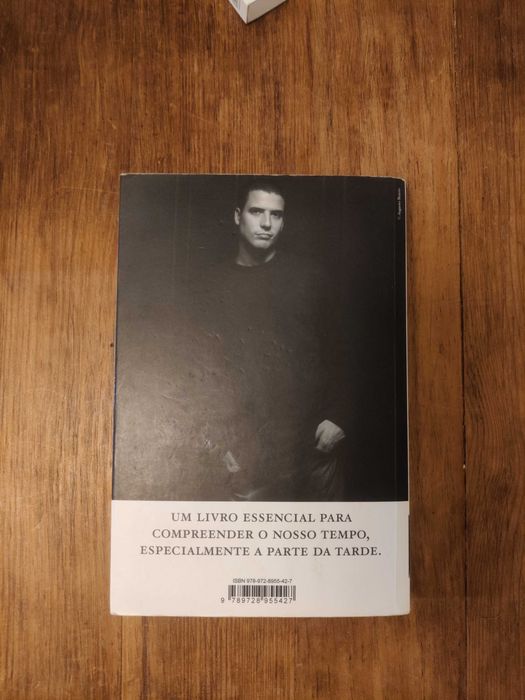 UM LIVRO ESSENCIAL PARA
COMPREENDER O NOSSO TEMPO,
ESPECIALMENTE A PARTE DA TARDE.
ISBN 978-972-8955-42-7
9 789728 955427